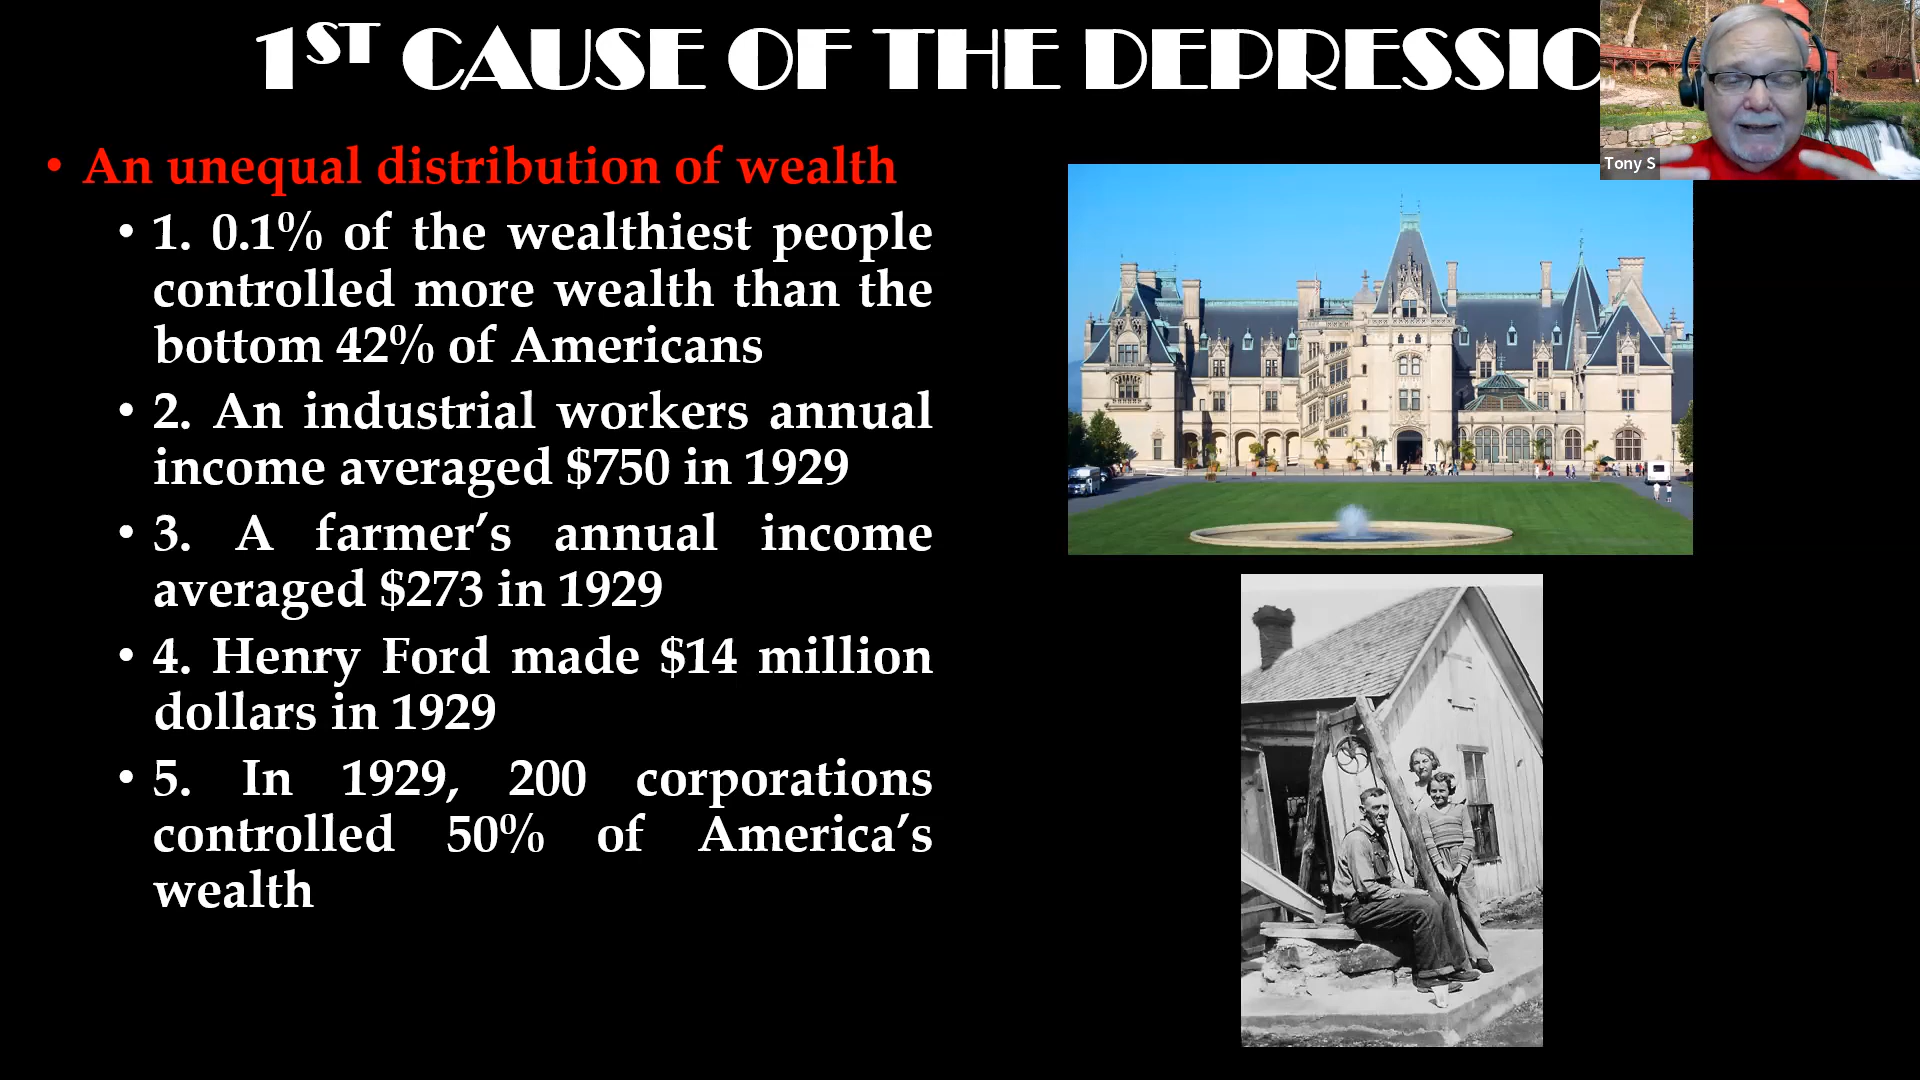 1ST CAUSE OF THE DEPRESSIO
Tony S
• An unequal distribution of wealth
• 1. 0.1% of the wealthiest people
controlled more wealth than the
bottom 42% of Americans
• 2. An industrial workers annual
income averaged $750 in 1929
• 3. A farmer’s annual income
averaged $273 in 1929
• 4. Henry Ford made $14 million
dollars in 1929
• 5. In 1929, 200 corporations
controlled 50% of America’s
wealth